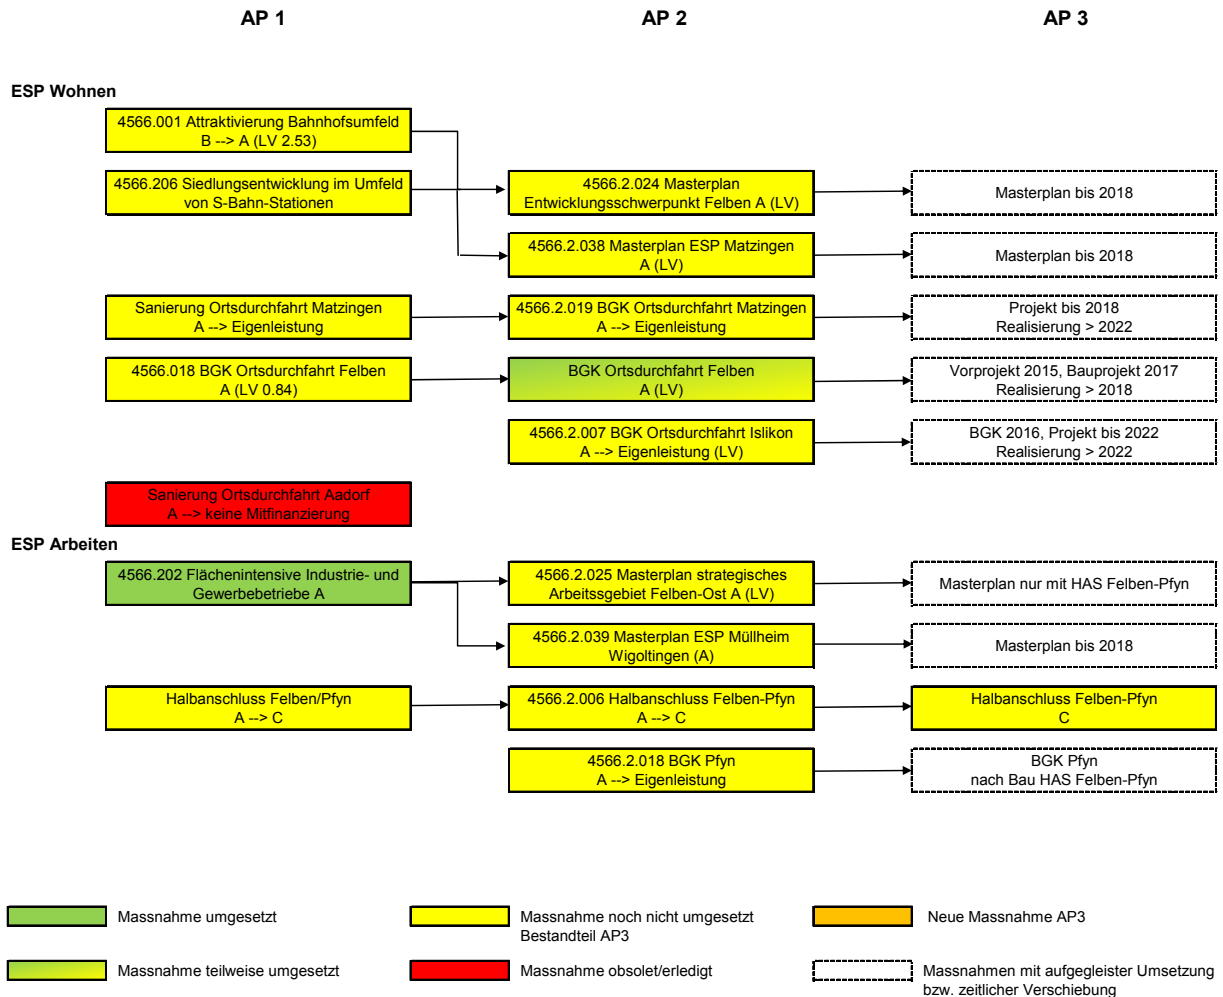 AP 1
AP 2
AP 3
ESP Wohnen
4566.001 Attraktivierung Bahnhofsumfeld
B --> A (LV 2.53)
4566.206 Siedlungsentwicklung im Umfeld
von S-Bahn-Stationen
4566.2.024 Masterplan
Entwicklungsschwerpunkt Felben A (LV)
Masterplan bis 2018
4566.2.038 Masterplan ESP Matzingen
A (LV)
Masterplan bis 2018
Sanierung Ortsdurchfahrt Matzingen
A --> Eigenleistung
4566.2.019 BGK Ortsdurchfahrt Matzingen
A --> Eigenleistung
Projekt bis 2018
Realisierung > 2022
4566.018 BGK Ortsdurchfahrt Felben
A (LV 0.84)
BGK Ortsdurchfahrt Felben
A (LV)
Vorprojekt 2015, Bauprojekt 2017
Realisierung > 2018
4566.2.007 BGK Ortsdurchfahrt Islikon
A --> Eigenleistung (LV)
BGK 2016, Projekt bis 2022
Realisierung > 2022
Sanierung Ortsdurchfahrt Aadorf
A --> keine Mitfinanzierung
ESP Arbeiten
4566.202 Flächenintensive Industrie- und
Gewerbebetriebe A
4566.2.025 Masterplan strategisches
Arbeitssgebiet Felben-Ost A (LV)
Masterplan nur mit HAS Felben-Pfyn
4566.2.039 Masterplan ESP Müllheim
Wigoltingen (A)
Masterplan bis 2018
Halbanschluss Felben/Pfyn
A --> C
4566.2.006 Halbanschluss Felben-Pfyn
A --> C
Halbanschluss Felben-Pfyn
C
4566.2.018 BGK Pfyn
A --> Eigenleistung
BGK Pfyn
nach Bau HAS Felben-Pfyn
Massnahme umgesetzt
Massnahme noch nicht umgesetzt
Bestandteil AP3
Neue Massnahme AP3
Massnahme teilweise umgesetzt
Massnahme obsolet/erledigt
Massnahmen mit aufgegleister Umsetzung
bzw. zeitlicher Verschiebung